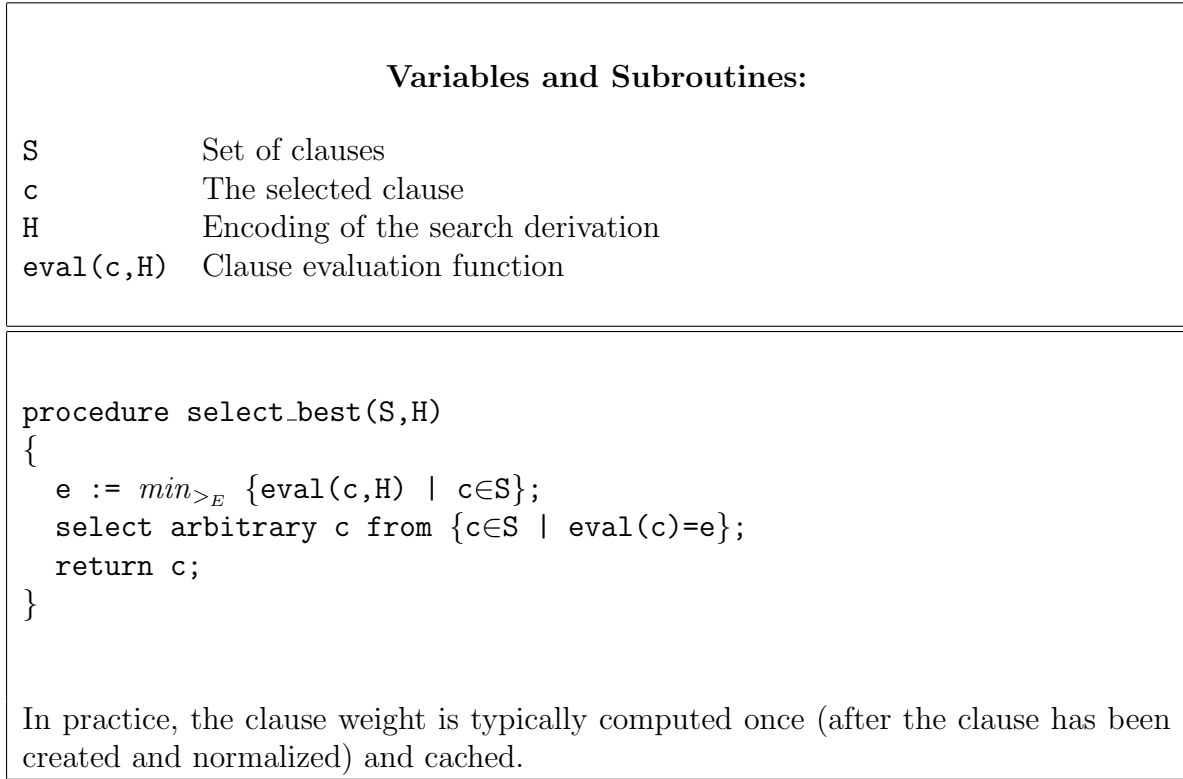 Variables and Subroutines:
S Set of clauses
c The selected clause
H Encoding of the search derivation
eval(c,H) Clause evaluation function
procedure select_best(S,H)
{
e := min>_E {eval(c,H) | c∈S};
select arbitrary c from {c∈S | eval(c)=e};
return c;
}
In practice, the clause weight is typically computed once (after the clause has been
created and normalized) and cached.